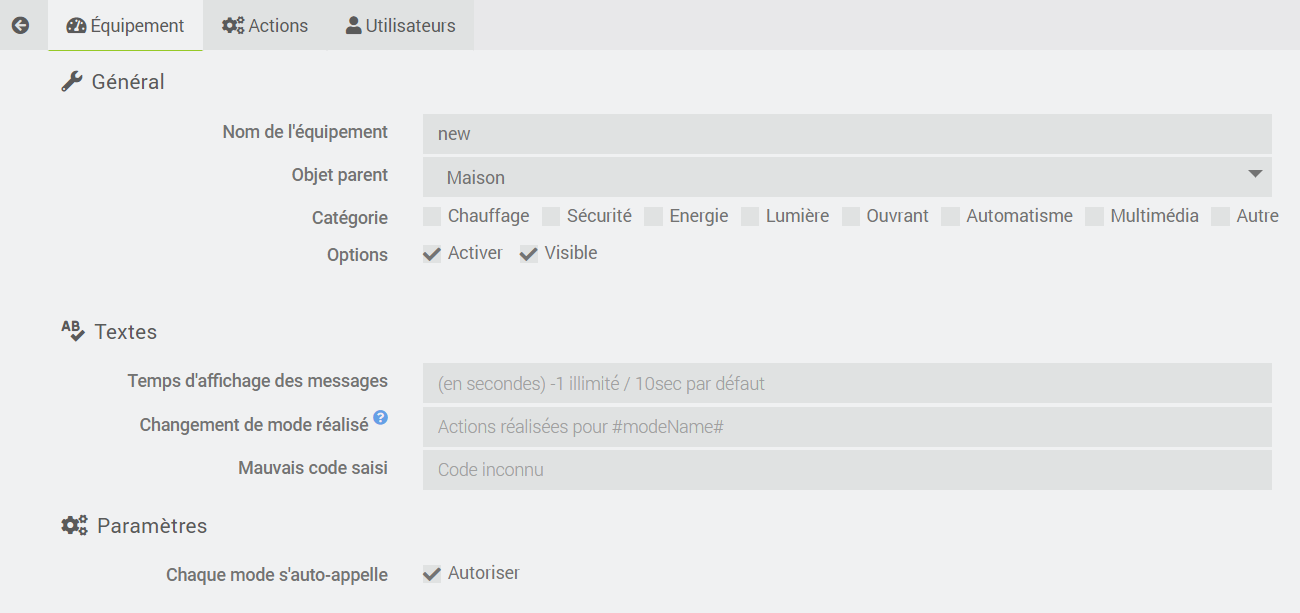 Équipement Actions Utilisateurs
Général
Nom de l'équipement new
Objet parent Maison
Catégorie Chauffage Sécurité Energie Lumière Ouvrant Automatisme Multimédia Autre
Options Activer Visible
AB Textes
Temps d'affichage des messages (en secondes) -1 illimité / 10sec par défaut
Changement de mode réalisé ? Actions réalisées pour #modeName#
Mauvais code saisi Code inconnu
Paramètres
Chaque mode s'auto-appelle Autoriser